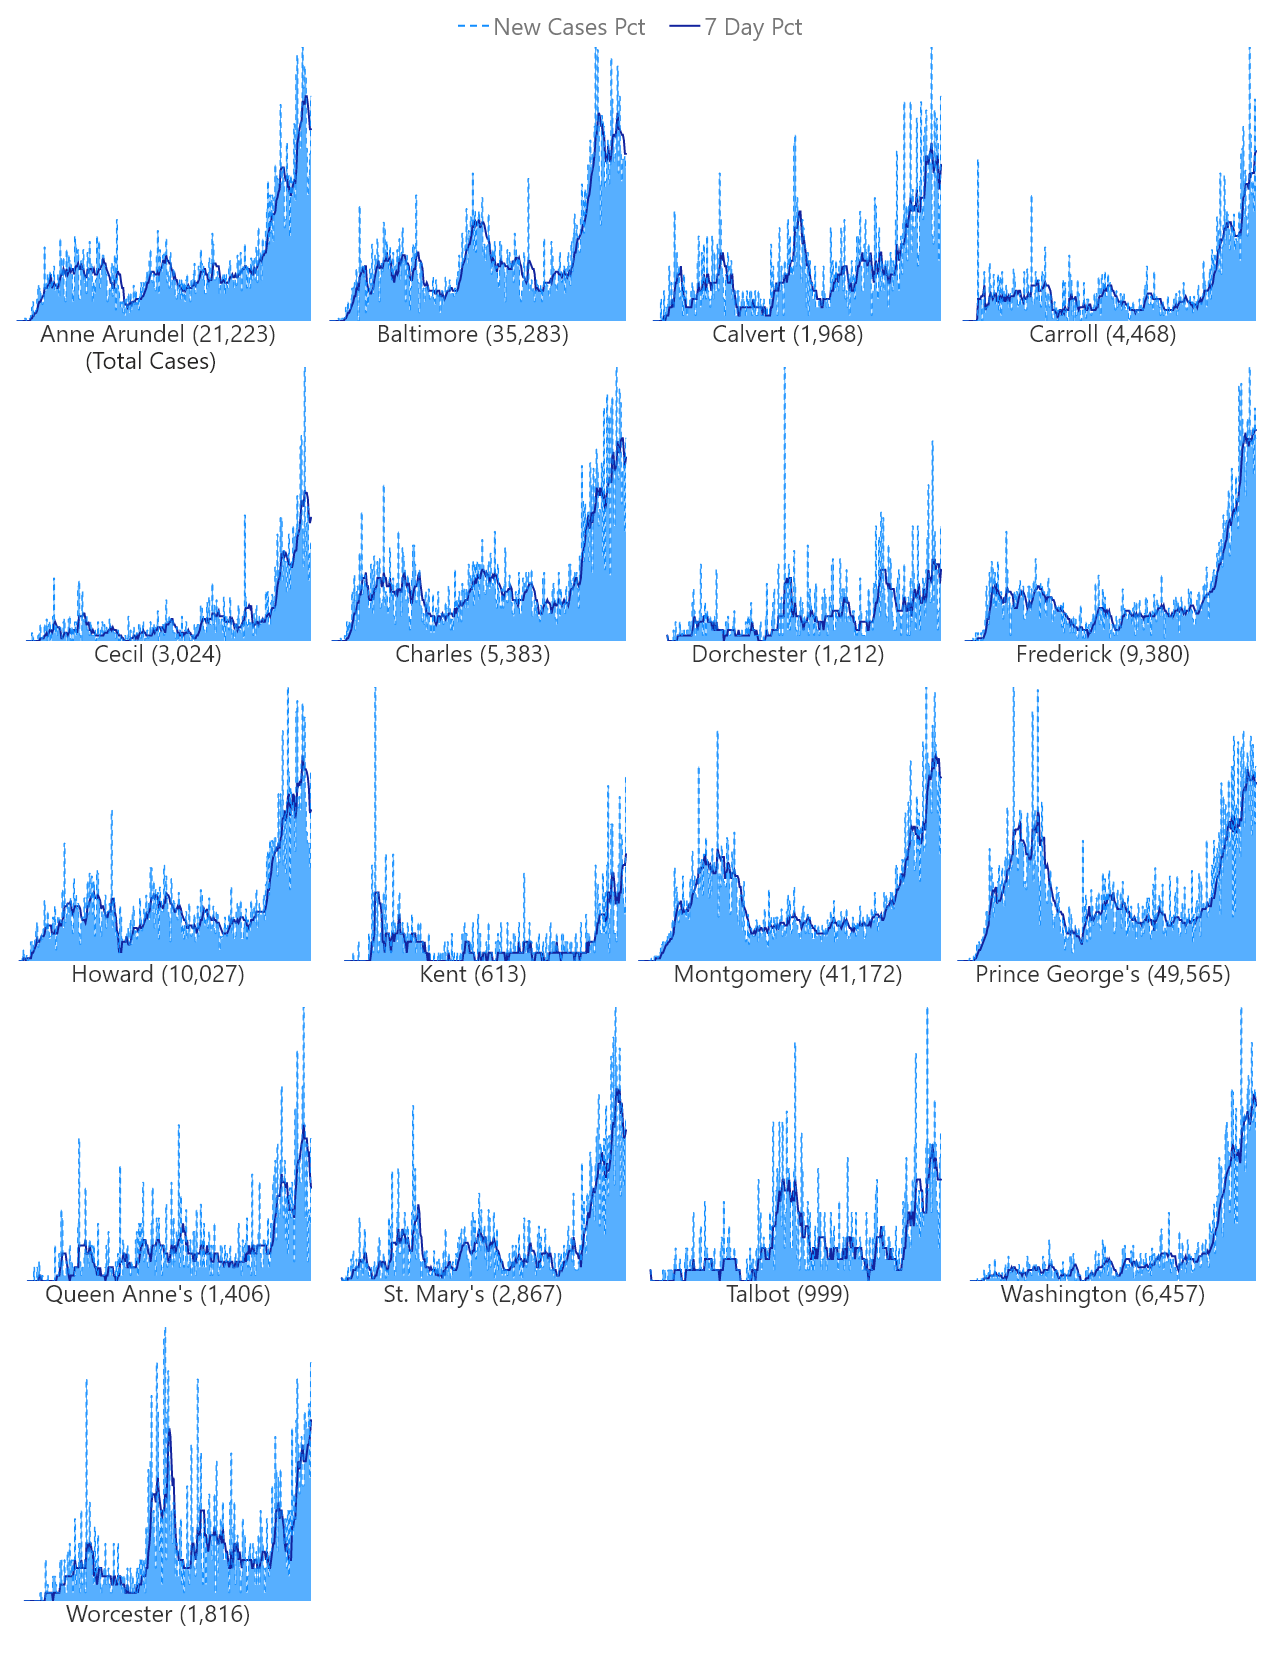 New Cases Pct 7 Day Pct
Anne Arundel (21,223)
(Total Cases)
Baltimore (35,283)
Calvert (1,968)
Carroll (4,468)
Cecil (3,024)
Charles (5,383)
Dorchester (1,212)
Frederick (9,380)
Howard (10,027)
Kent (613)
Montgomery (41,172)
Prince George's (49,565)
Queen Anne's (1,406)
St. Mary's (2,867)
Talbot (999)
Washington (6,457)
Worcester (1,816)